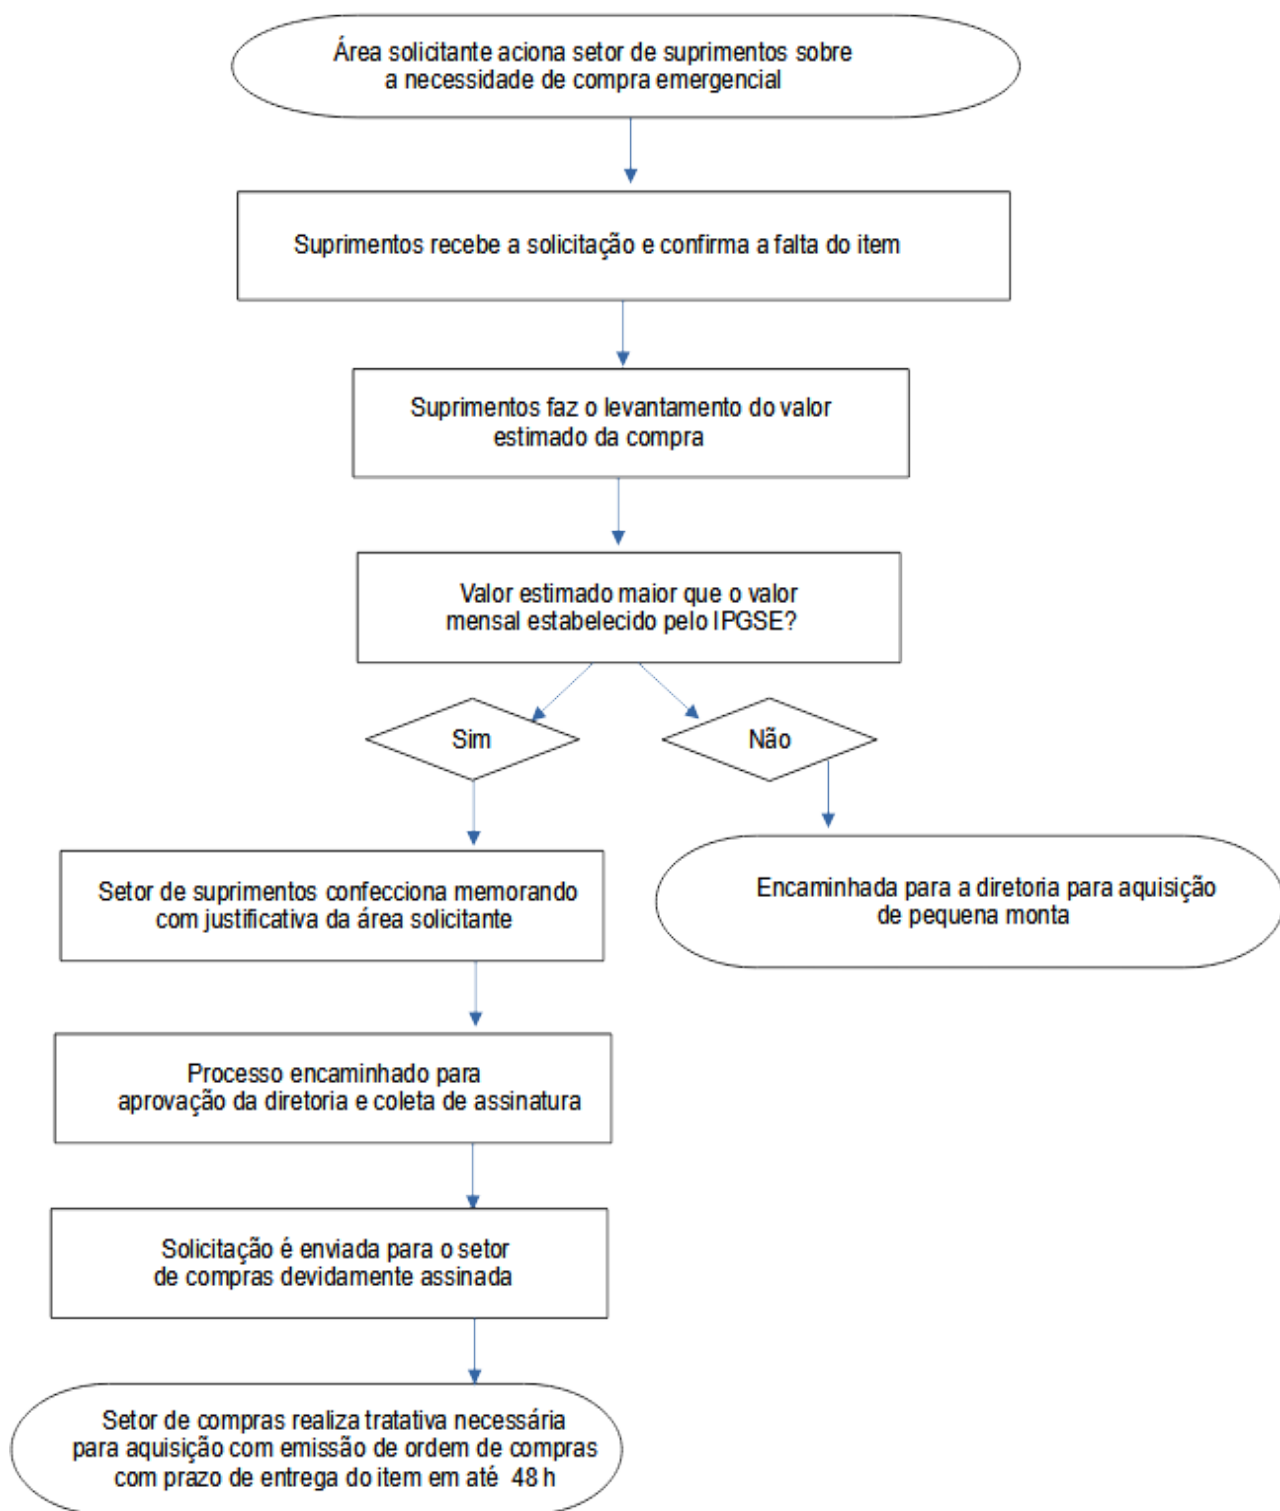 Área solicitante aciona setor de suprimentos sobre
a necessidade de compra emergencial
Suprimentos recebe a solicitação e confirma a falta do item
Suprimentos faz o levantamento do valor
estimado da compra
Valor estimado maior que o valor
mensal estabelecido pelo IPGSE?
Sim
Não
Setor de suprimentos confecciona memorando
com justificativa da área solicitante
Encaminhada para a diretoria para aquisição
de pequena monta
Processo encaminhado para
aprovação da diretoria e coleta de assinatura
Solicitação é enviada para o setor
de compras devidamente assinada
Setor de compras realiza tratativa necessária
para aquisição com emissão de ordem de compras
com prazo de entrega do item em até 48 h